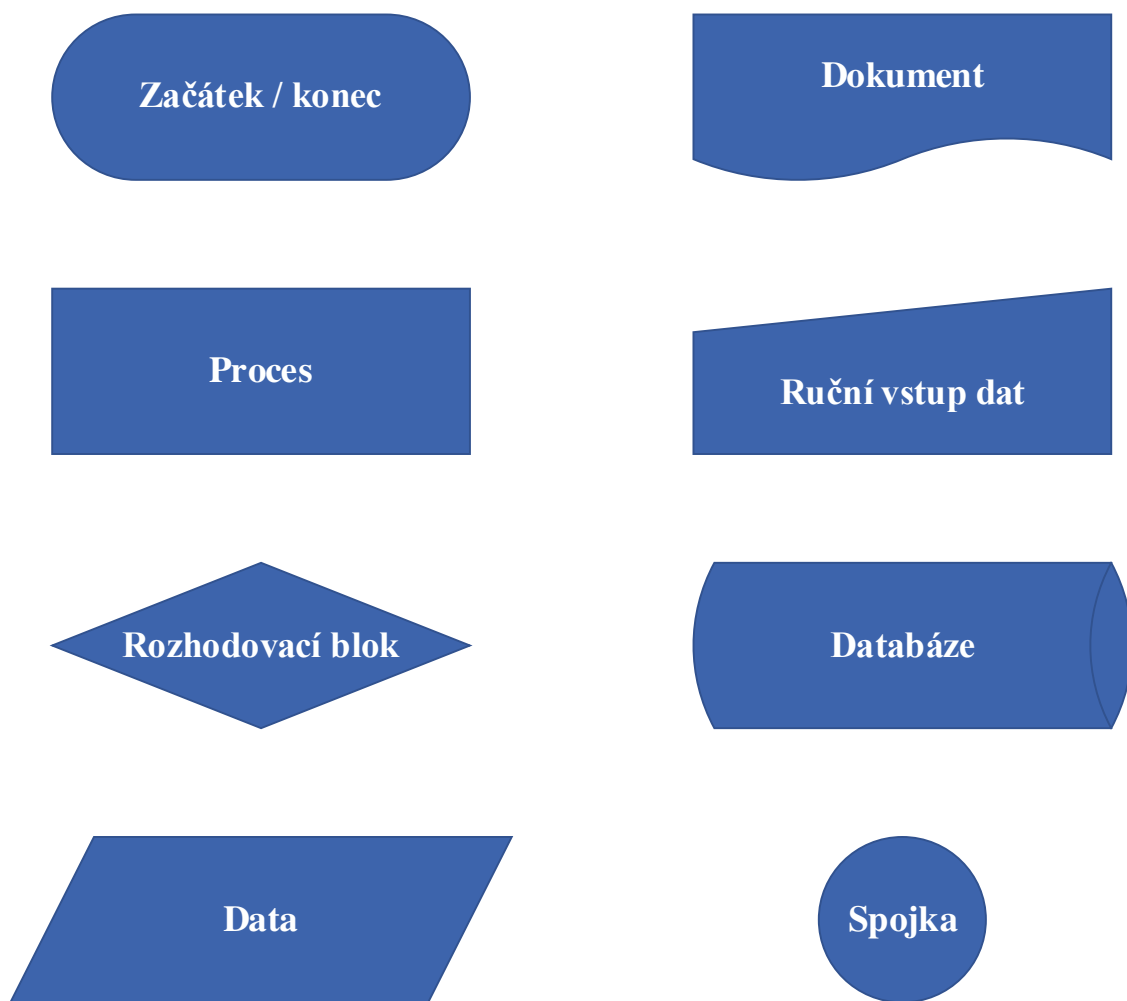 Začátek / konec
Dokument
Proces
Ruční vstup dat
Rozhodovací blok
Databáze
Data
Spojka